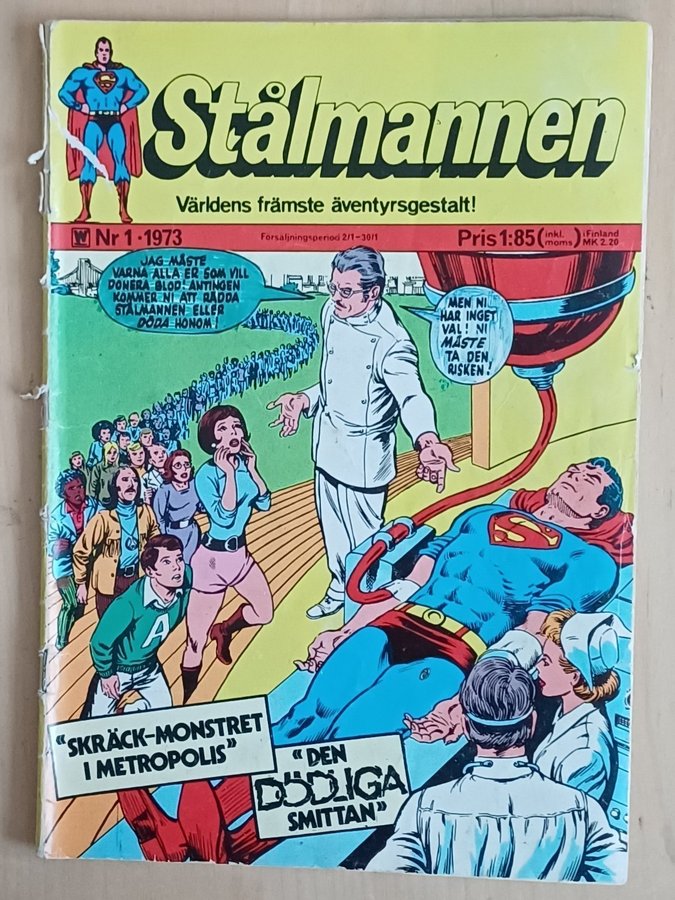 Stålmannen
Världens främste äventyrsgestalt!
W Nr 1 · 1973
Försäljningsperiod 2/1–30/1
Pris 1:85 (inkl. moms) i Finland MK 2.20
JAG MÅSTE
VARNA ALLA ER SOM VILL
DONERA BLOD! ANTINGEN
KOMMER NI ATT RÄDDA
STÅLMANNEN ELLER
DÖDA HONOM!
MEN NI
HAR INGET
VAL! NI
MÅSTE
TA DEN
RISKEN!
S
S
A
"SKRÄCK-MONSTRET
I METROPOLIS"
"DEN
DÖDLIGA
SMITTAN"